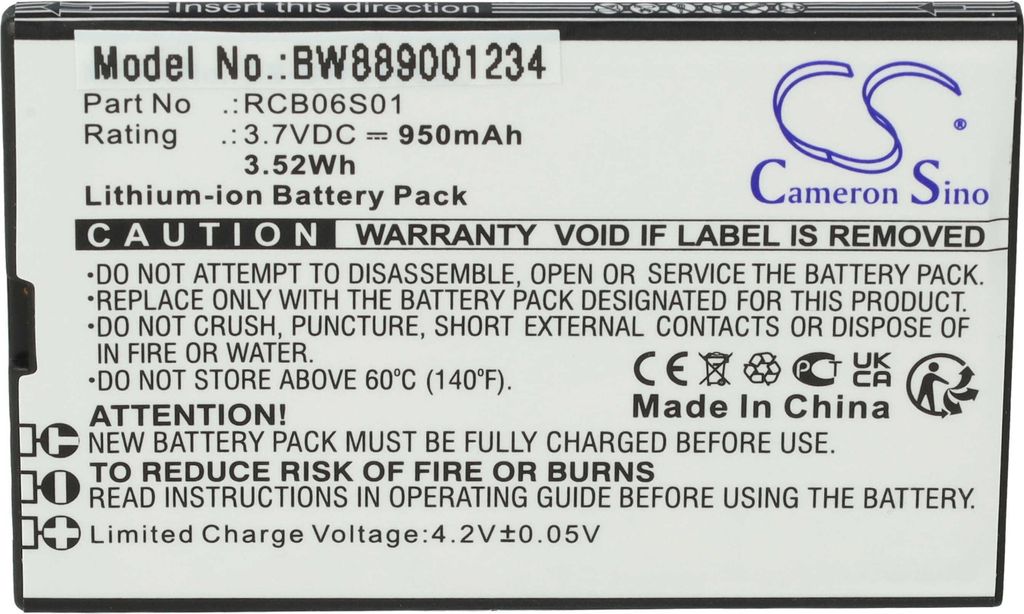 Insert this direction
Model No.:BW889001234
Part No .:RCB06S01
Rating .:3.7VDC ⎓ 950mAh
3.52Wh
Lithium-ion Battery Pack
CS®
Cameron Sino
CAUTION WARRANTY VOID IF LABEL IS REMOVED
·DO NOT ATTEMPT TO DISASSEMBLE, OPEN OR SERVICE THE BATTERY PACK.
·REPLACE ONLY WITH THE BATTERY PACK DESIGNATED FOR THIS PRODUCT.
·DO NOT CRUSH, PUNCTURE, SHORT EXTERNAL CONTACTS OR DISPOSE OF
IN FIRE OR WATER.
·DO NOT STORE ABOVE 60°C (140°F).
CE PCT UK
CA
Made In China
ATTENTION!
NEW BATTERY PACK MUST BE FULLY CHARGED BEFORE USE.
TO REDUCE RISK OF FIRE OR BURNS
READ INSTRUCTIONS IN OPERATING GUIDE BEFORE USING THE BATTERY.
Limited Charge Voltage:4.2V±0.05V